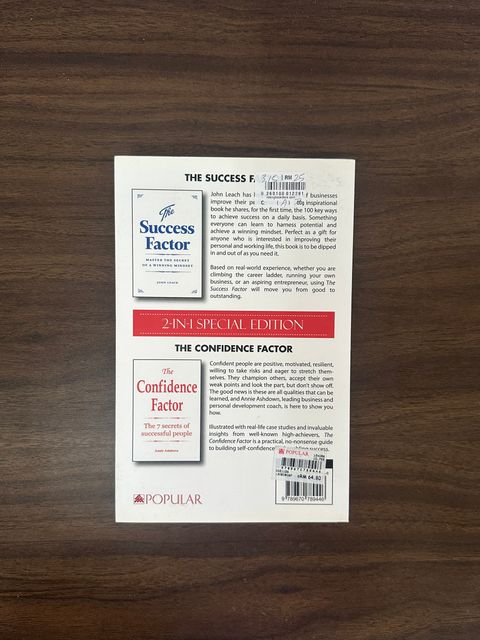 THE SUCCESS F
RM 25
John Leach has
f businesses
improve their
inspirational
book he shares, for the first time, the 100 key ways
to achieve success on a daily basis. Something
everyone can learn to harness potential and
achieve a winning mindset. Perfect as a gift for
anyone who is interested in improving their
personal and working life, this book is to be dipped
in and out of as you need it.
Based on real-world experience, whether you are
climbing the career ladder, running your own
business, or an aspiring entrepreneur, using The
Success Factor will move you from good to
outstanding.
The
Success
Factor
MASTER THE SECRET
OF A WINNING MINDSET
JOHN LEACH
2-IN-1 SPECIAL EDITION
THE CONFIDENCE FACTOR
The
Confidence
Factor
The 7 secrets of
successful people
Annie Ashdown
Confident people are positive, motivated, resilient,
willing to take risks and eager to stretch them-
selves. They champion others, accept their own
weak points and look the part, but don't show off.
The good news is these are all qualities that can be
learned, and Annie Ashdown, leading business and
personal development coach, is here to show you
how.
Illustrated with real-life case studies and invaluable
insights from well-known high-achievers, The
Confidence Factor is a practical, no-nonsense guide
to building self-confidence
success.
POPULAR
RM 64.80
9 789670 789446
POPULAR